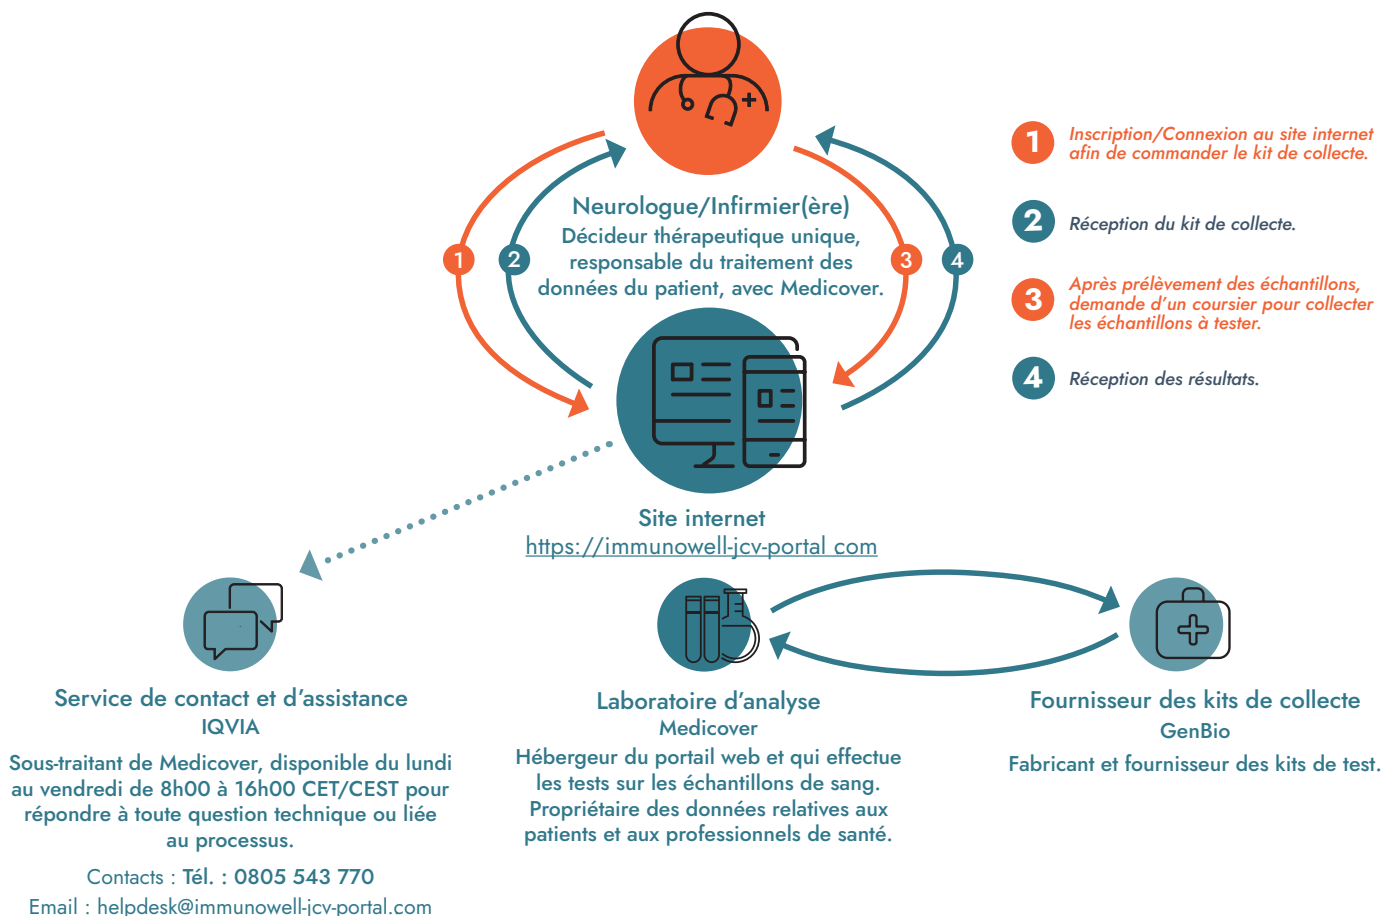 1
Inscription/Connexion au site internet
afin de commander le kit de collecte.
2
Réception du kit de collecte.
3
Après prélèvement des échantillons,
demande d'un coursier pour collecter
les échantillons à tester.
4
Réception des résultats.
Neurologue/Infirmier(ère)
Décideur thérapeutique unique,
responsable du traitement des
données du patient, avec Medicover.
1
2
3
4
Site internet
https://immunowell-jcv-portal com
Service de contact et d'assistance
IQVIA
Sous-traitant de Medicover, disponible du lundi
au vendredi de 8h00 à 16h00 CET/CEST pour
répondre à toute question technique ou liée
au processus.
Contacts : Tél. : 0805 543 770
Email : helpdesk@immunowell-jcv-portal.com
Laboratoire d'analyse
Medicover
Hébergeur du portail web et qui effectue
les tests sur les échantillons de sang.
Propriétaire des données relatives aux
patients et aux professionnels de santé.
Fournisseur des kits de collecte
GenBio
Fabricant et fournisseur des kits de test.